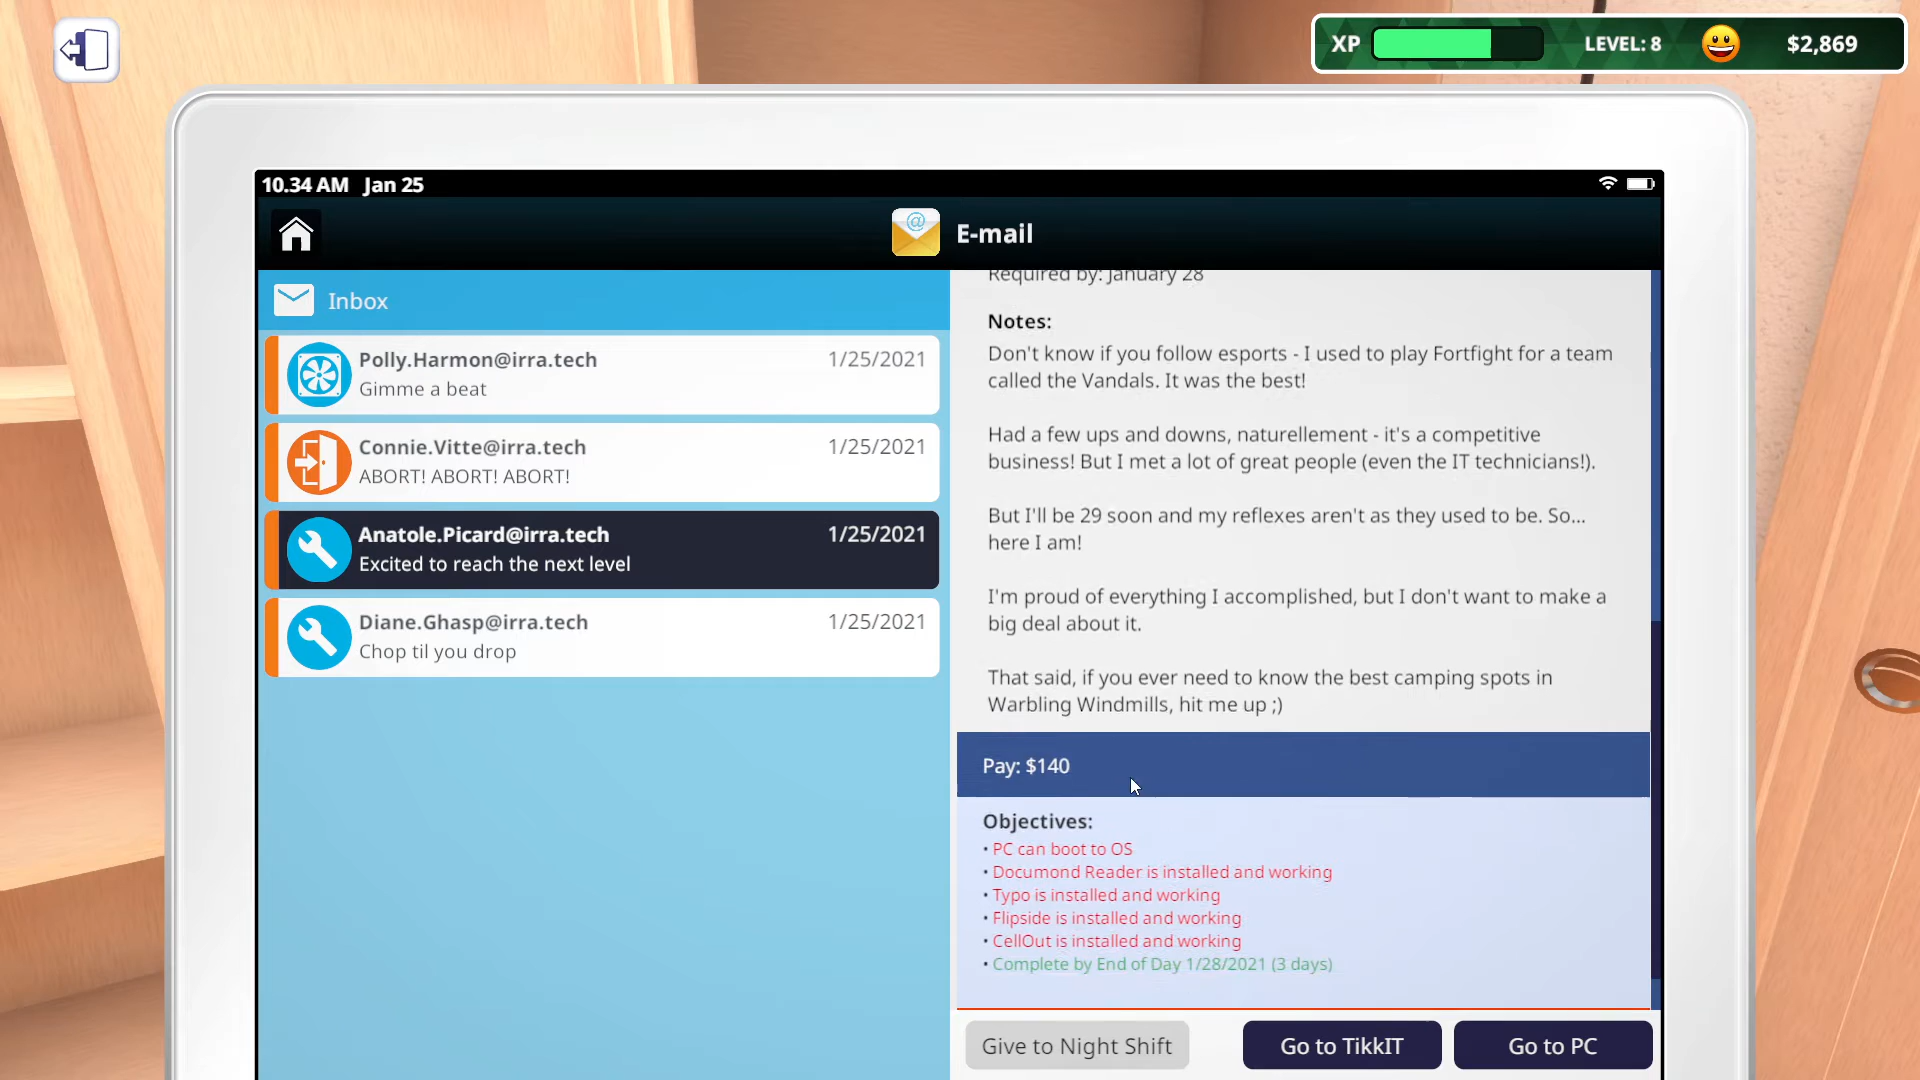 XP LEVEL: 8 $2,869
10.34 AM Jan 25
@ E-mail
Inbox
Polly.Harmon@irra.tech 1/25/2021
Gimme a beat
Connie.Vitte@irra.tech 1/25/2021
ABORT! ABORT! ABORT!
Anatole.Picard@irra.tech 1/25/2021
Excited to reach the next level
Diane.Ghasp@irra.tech 1/25/2021
Chop til you drop
Required by: January 28
Notes:
Don't know if you follow esports - I used to play Fortfight for a team
called the Vandals. It was the best!
Had a few ups and downs, naturellement - it's a competitive
business! But I met a lot of great people (even the IT technicians!).
But I'll be 29 soon and my reflexes aren't as they used to be. So...
here I am!
I'm proud of everything I accomplished, but I don't want to make a
big deal about it.
That said, if you ever need to know the best camping spots in
Warbling Windmills, hit me up ;)
Pay: $140
Objectives:
• PC can boot to OS
• Documond Reader is installed and working
• Typo is installed and working
• Flipside is installed and working
• CellOut is installed and working
• Complete by End of Day 1/28/2021 (3 days)
Give to Night Shift Go to TikkIT Go to PC